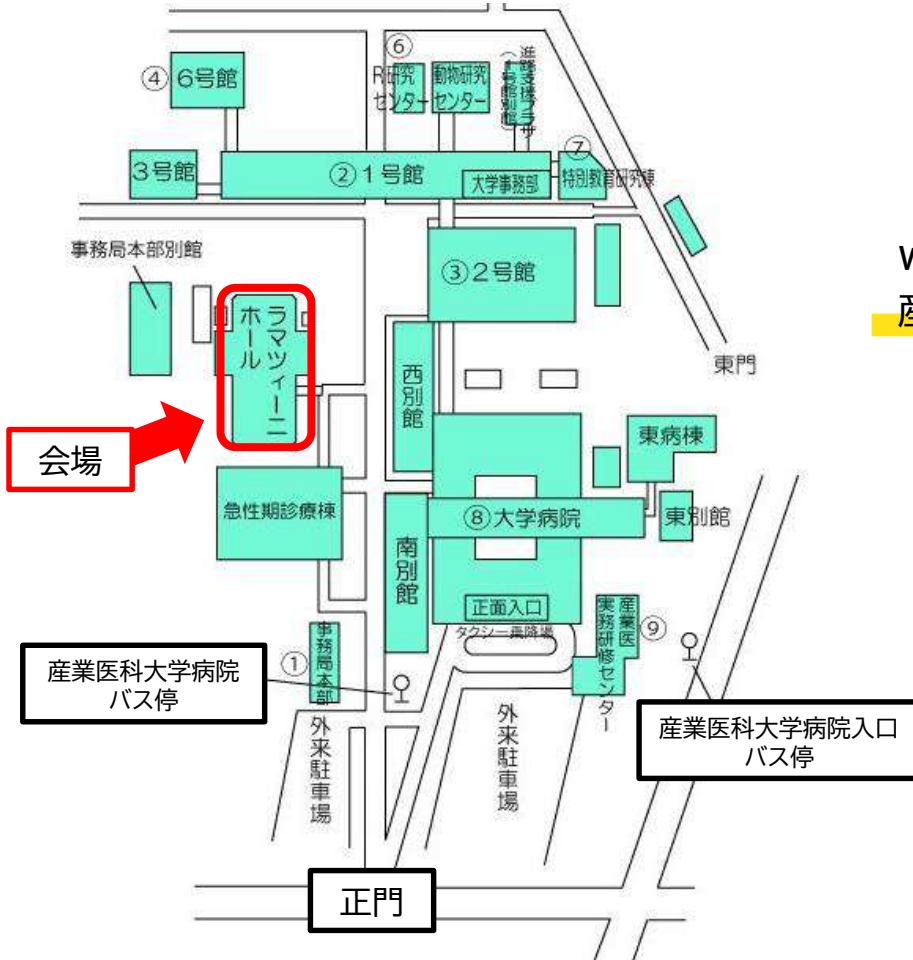 ⑥
R研究
センター
動物研究
センター
進路支援プラザ
(1号館別館)
④ 6号館
3号館
② 1号館
大学事務部
⑦
特別教育研究棟
事務局本部別館
③ 2号館
ラマツィーニ
ホール
西別館
東門
会場
東病棟
急性期診療棟
⑧ 大学病院
東別館
南別館
正面入口
タクシー乗降場
産業医
実務研修センター
⑨
① 事務局本部
産業医科大学病院
バス停
産業医科大学病院入口
バス停
外来駐車場
外来駐車場
正門